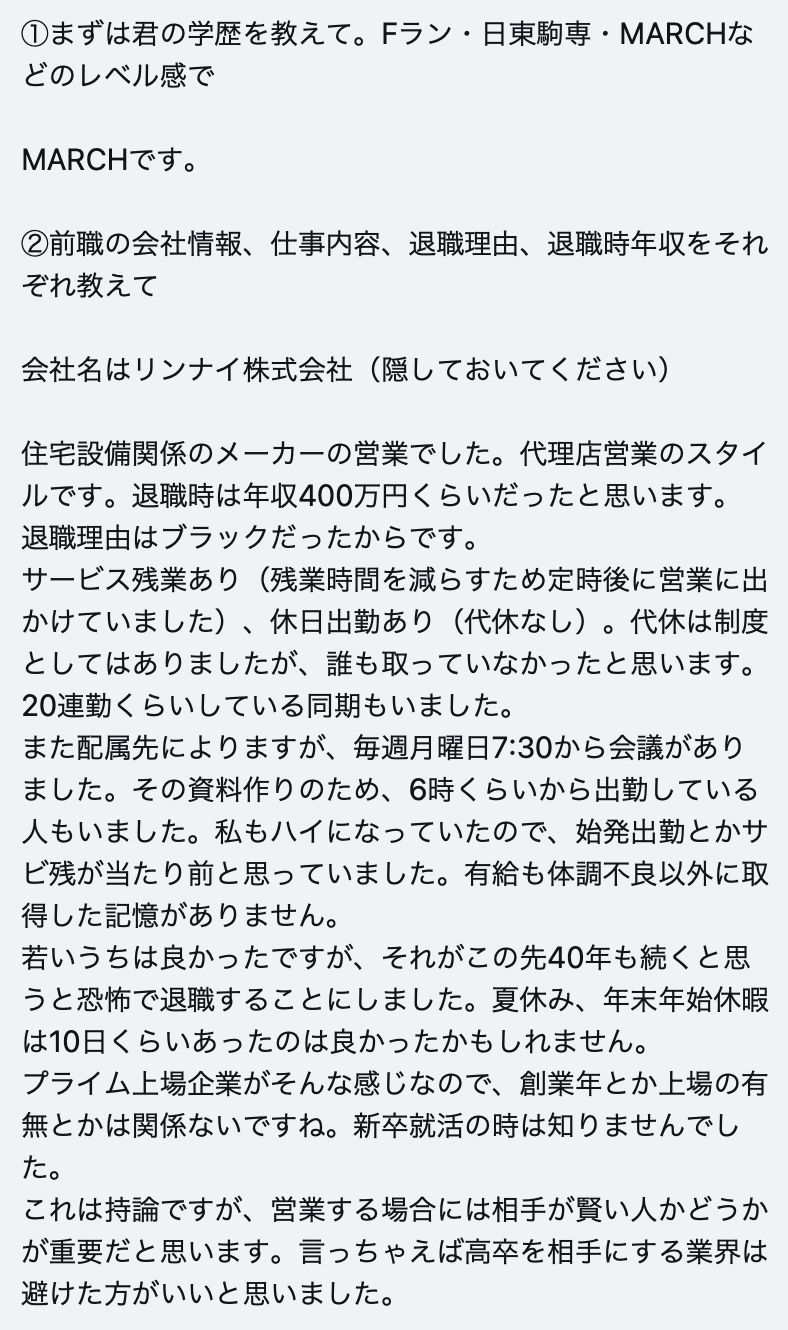 ①まずは君の学歴を教えて。Fラン・日東駒専・MARCHな
どのレベル感で
MARCHです。
②前職の会社情報、仕事内容、退職理由、退職時年収をそれ
ぞれ教えて
会社名はリンナイ株式会社（隠しておいてください）
住宅設備関係のメーカーの営業でした。代理店営業のスタイ
ルです。退職時は年収400万円くらいだったと思います。
退職理由はブラックだったからです。
サービス残業あり（残業時間を減らすため定時後に営業に出
かけていました）、休日出勤あり（代休なし）。代休は制度
としてはありましたが、誰も取っていなかったと思います。
20連勤くらいしている同期もいました。
また配属先によりますが、毎週月曜日7:30から会議があり
ました。その資料作りのため、6時くらいから出勤している
人もいました。私もハイになっていたので、始発出勤とかサ
ビ残が当たり前と思っていました。有給も体調不良以外に取
得した記憶がありません。
若いうちは良かったですが、それがこの先40年も続くと思
うと恐怖で退職することにしました。夏休み、年末年始休暇
は10日くらいあったのは良かったかもしれません。
プライム上場企業がそんな感じなので、創業年とか上場の有
無とかは関係ないですね。新卒就活の時は知りませんでし
た。
これは持論ですが、営業する場合には相手が賢い人かどうか
が重要だと思います。言っちゃえば高卒を相手にする業界は
避けた方がいいと思いました。